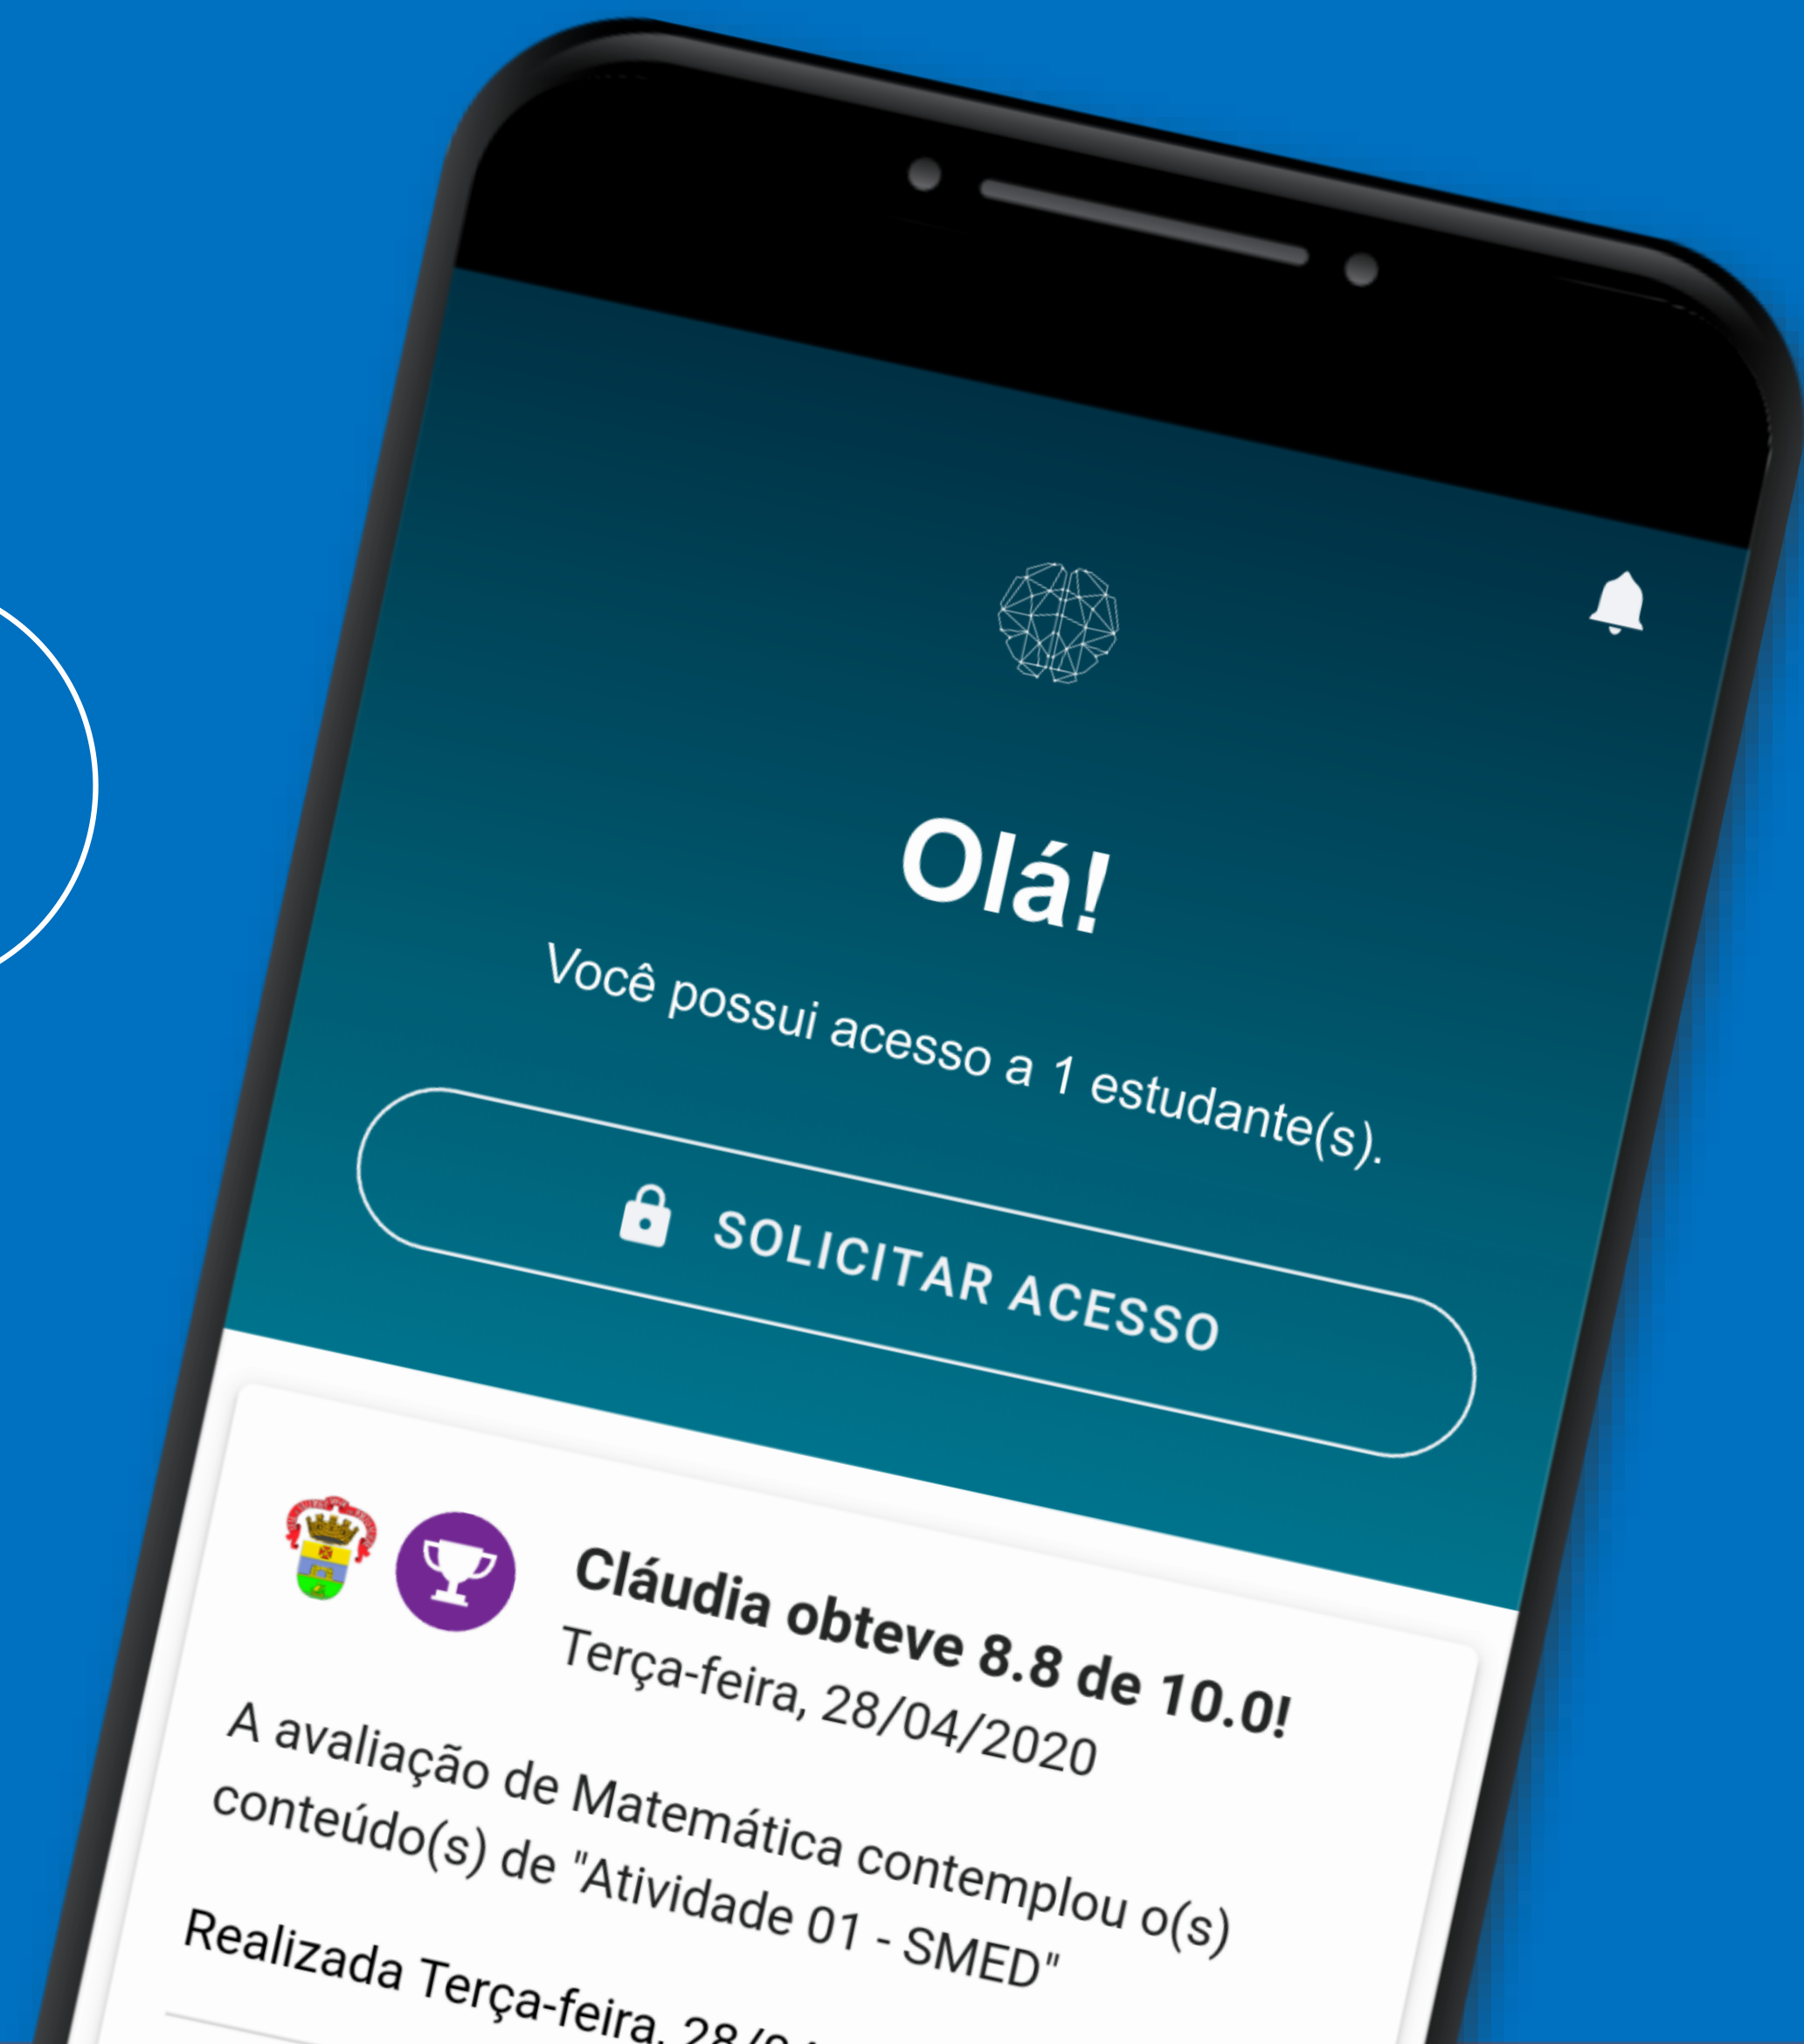 Olá!
Você possui acesso a 1 estudante(s).
SOLICITAR ACESSO
Cláudia obteve 8.8 de 10.0!
Terça-feira, 28/04/2020
A avaliação de Matemática contemplou o(s)
conteúdo(s) de "Atividade 01 - SMED"
Realizada Terça-feira,